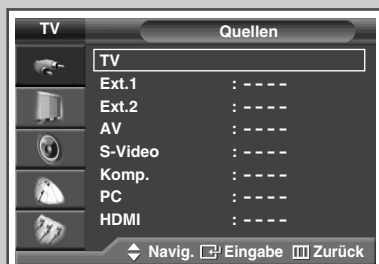 TV Quellen
TV
Ext.1 : - - - -
Ext.2 : - - - -
AV : - - - -
S-Video : - - - -
Komp. : - - - -
PC : - - - -
HDMI : - - - -
Navig. Eingabe Zurück